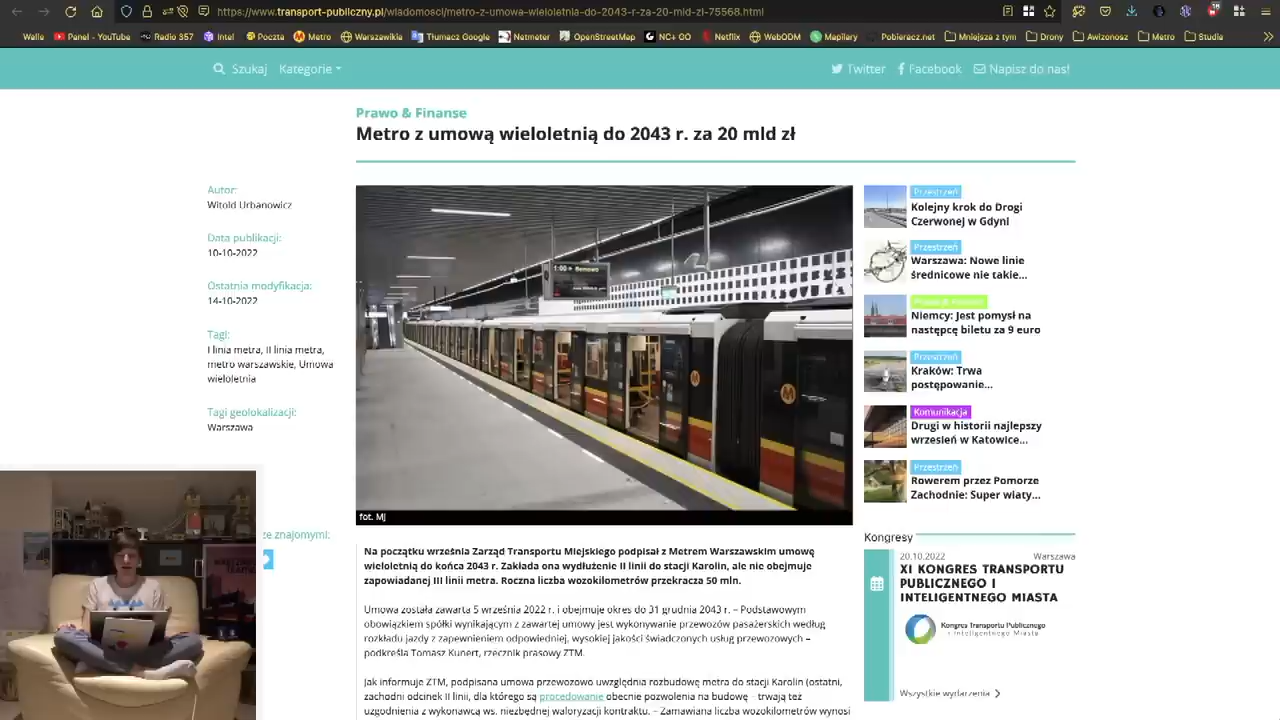 https://www.transport-publiczny.pl/wiadomosci/metro-z-umowa-wieloletnia-do-2043-r-za-20-mld-zl-75568.html
Walle Panel - YouTube Radio 357 Intel Poczta Metro Warszawikia Tłumacz Google Netmeter OpenStreetMap NC+ GO Netflix WebODM Mapilary Pobieracz.net Mniejsza z tym Drony AWizonosz Metro Studia
Szukaj Kategorie Twitter Facebook Napisz do nas!
Prawo & Finanse
Metro z umową wieloletnią do 2043 r. za 20 mld zł
Autor:
Witold Urbanowicz
Data publikacji:
10-10-2022
Ostatnia modyfikacja:
14-10-2022
Tagi:
I linia metra, II linia metra,
metro warszawskie, Umowa
wieloletnia
Tagi geolokalizacji:
Warszawa
ze znajomymi:
1:00 Bemowo
fot. MJ
Na początku września Zarząd Transportu Miejskiego podpisał z Metrem Warszawskim umowę
wieloletnią do końca 2043 r. Zakłada ona wydłużenie II linii do stacji Karolin, ale nie obejmuje
zapowiadanej III linii metra. Roczna liczba wozokilometrów przekracza 50 mln.
Umowa została zawarta 5 września 2022 r. i obejmuje okres do 31 grudnia 2043 r. – Podstawowym
obowiązkiem spółki wynikającym z zawartej umowy jest wykonywanie przewozów pasażerskich według
rozkładu jazdy z zapewnieniem odpowiedniej, wysokiej jakości świadczonych usług przewozowych –
podkreśla Tomasz Kunert, rzecznik prasowy ZTM.
Jak informuje ZTM, podpisana umowa przewozowo uwzględnia rozbudowę metra do stacji Karolin (ostatni,
zachodni odcinek II linii, dla którego są procedowanie obecnie pozwolenia na budowę – trwają też
uzgodnienia z wykonawcą ws. niezbędnej waloryzacji kontraktu. – Zamawiana liczba wozokilometrów wynosi
Przestrzeń
Kolejny krok do Drogi
Czerwonej w Gdyni
Przestrzeń
Warszawa: Nowe linie
średnicowe nie takie...
Prawo & Finanse
Niemcy: Jest pomysł na
następcę biletu za 9 euro
Przestrzeń
Kraków: Trwa
postępowanie...
Komunikacja
Drugi w historii najlepszy
wrzesień w Katowice...
Przestrzeń
Rowerem przez Pomorze
Zachodnie: Super wiaty...
Kongresy
20.10.2022 Warszawa
XI KONGRES TRANSPORTU
PUBLICZNEGO I
INTELIGENTNEGO MIASTA
Kongres Transportu Publicznego
i Inteligentnego Miasta
Wszystkie wydarzenia